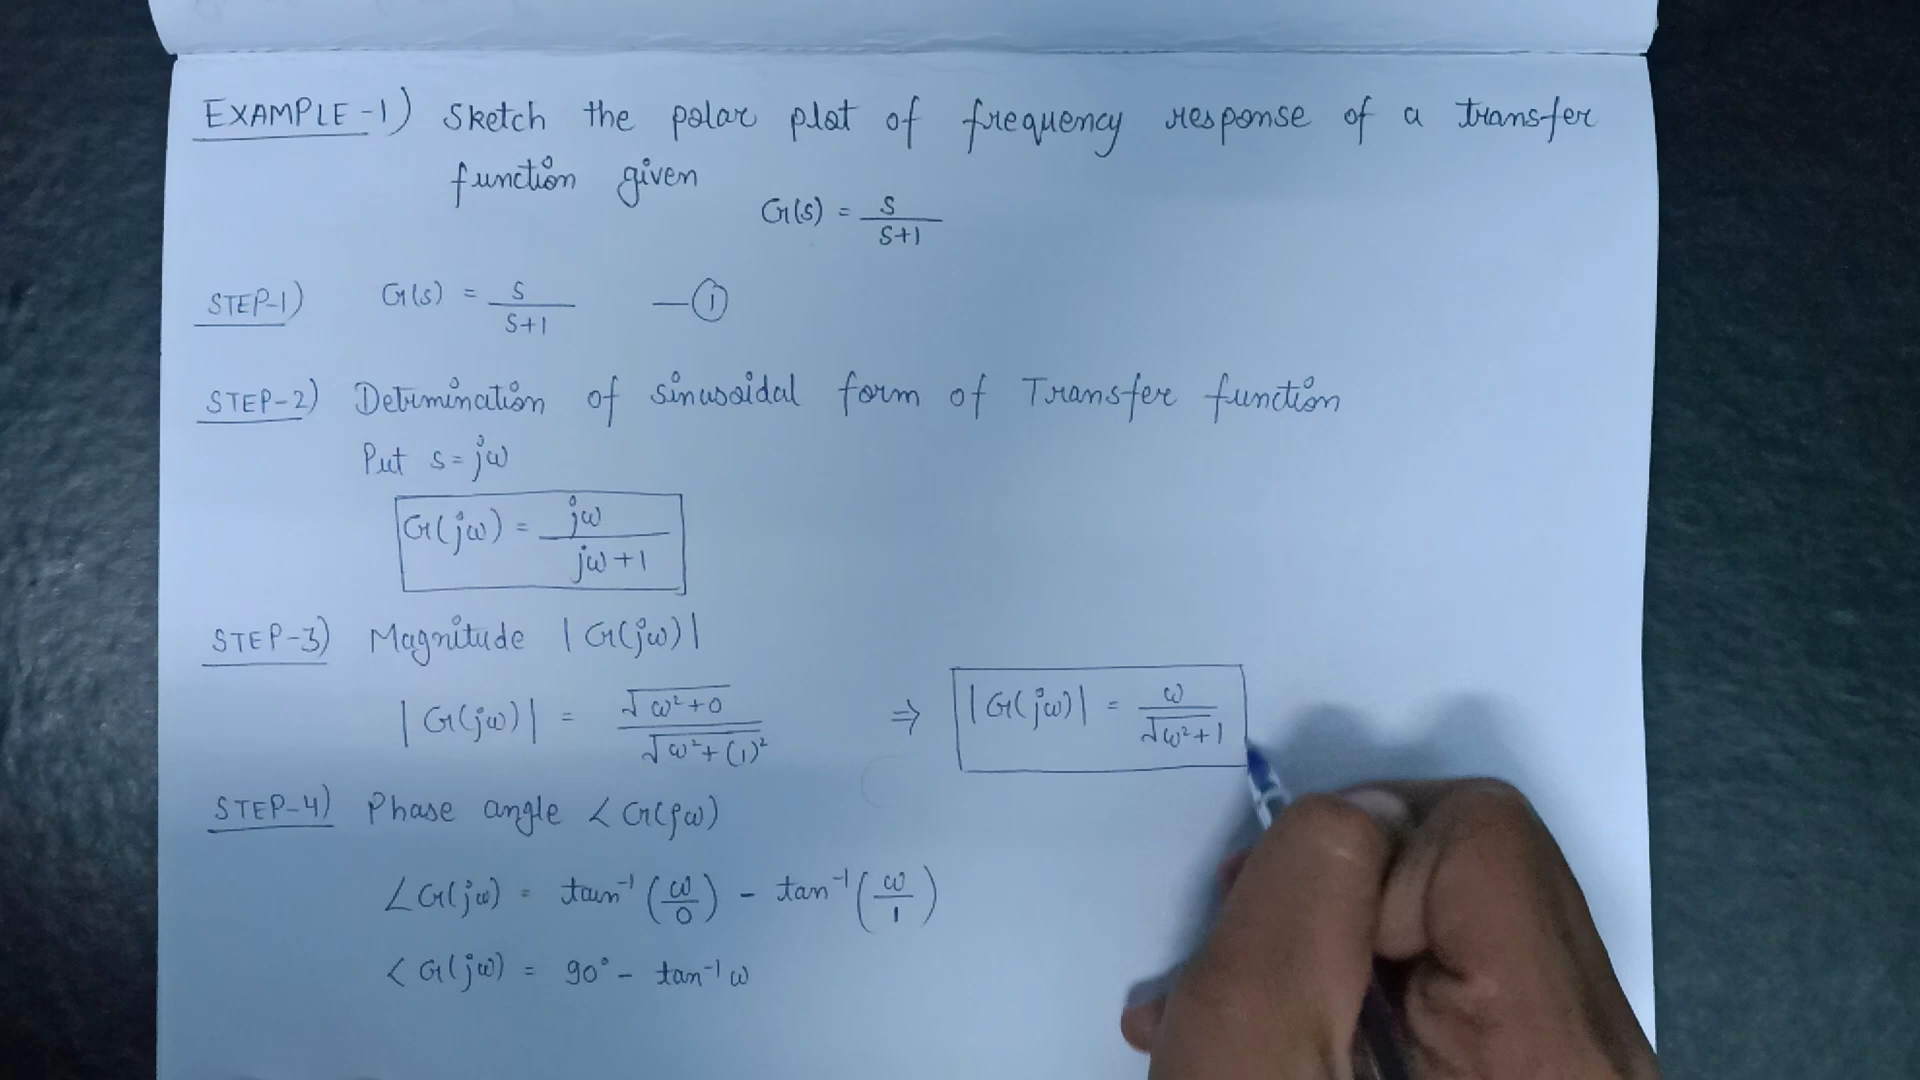 EXAMPLE-1) Sketch the polar plot of frequency response of a transfer
function given
G(s) = s / s+1
STEP-1) G(s) = s / s+1 —①
STEP-2) Detrimination of sinusoidal form of Transfer function
Put s=jω
G(jω) = jω / jω+1
STEP-3) Magnitude |G(jω)|
|G(jω)| = √ω²+0 / √ω²+(1)² ⇒ |G(jω)| = ω / √ω²+1
STEP-4) Phase angle ∠G(jω)
∠G(jω) = tan⁻¹(ω/0) - tan⁻¹(ω/1)
∠G(jω) = 90° - tan⁻¹ω